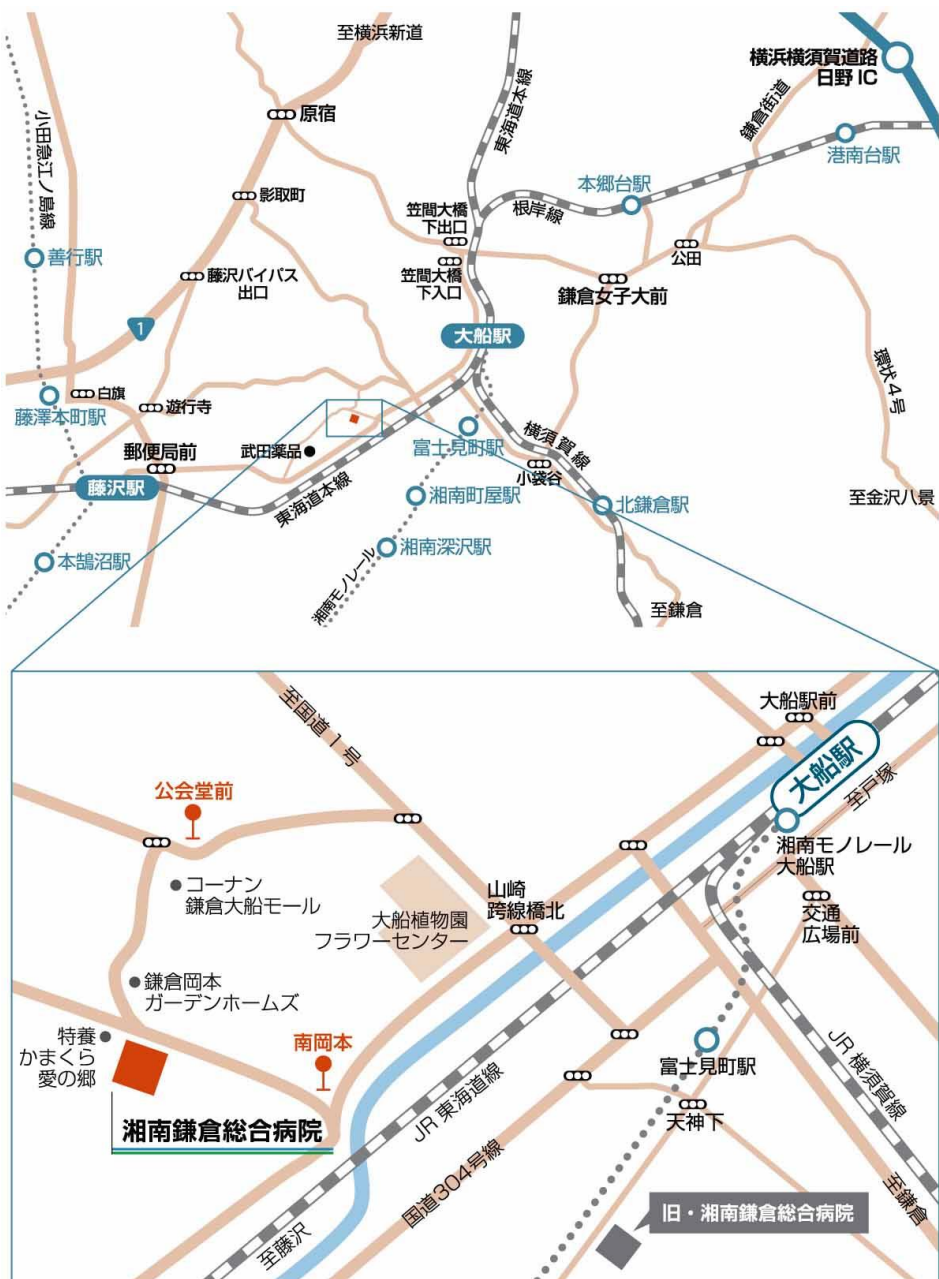 至横浜新道
横浜横須賀道路
日野 IC
東海道本線
鎌倉街道
原宿
小田急江ノ島線
港南台駅
本郷台駅
影取町
根岸線
笠間大橋
下出口
公田
善行駅
藤沢バイパス
出口
笠間大橋
下入口
鎌倉女子大前
1
大船駅
環状4号
白旗
遊行寺
藤澤本町駅
富士見町駅
横須賀線
郵便局前
武田薬品
小袋谷
藤沢駅
東海道本線
湘南町屋駅
北鎌倉駅
至金沢八景
本鵠沼駅
湘南深沢駅
湘南モノレール
至鎌倉
至国道1号
大船駅前
大船駅
至戸塚
公会堂前
湘南モノレール
大船駅
コーナン
鎌倉大船モール
山崎
跨線橋北
大船植物園
フラワーセンター
交通
広場前
鎌倉岡本
ガーデンホームズ
特養
かまくら
愛の郷
南岡本
富士見町駅
JR 横須賀線
JR 東海道線
天神下
湘南鎌倉総合病院
国道304号線
至鎌倉
旧・湘南鎌倉総合病院
至藤沢